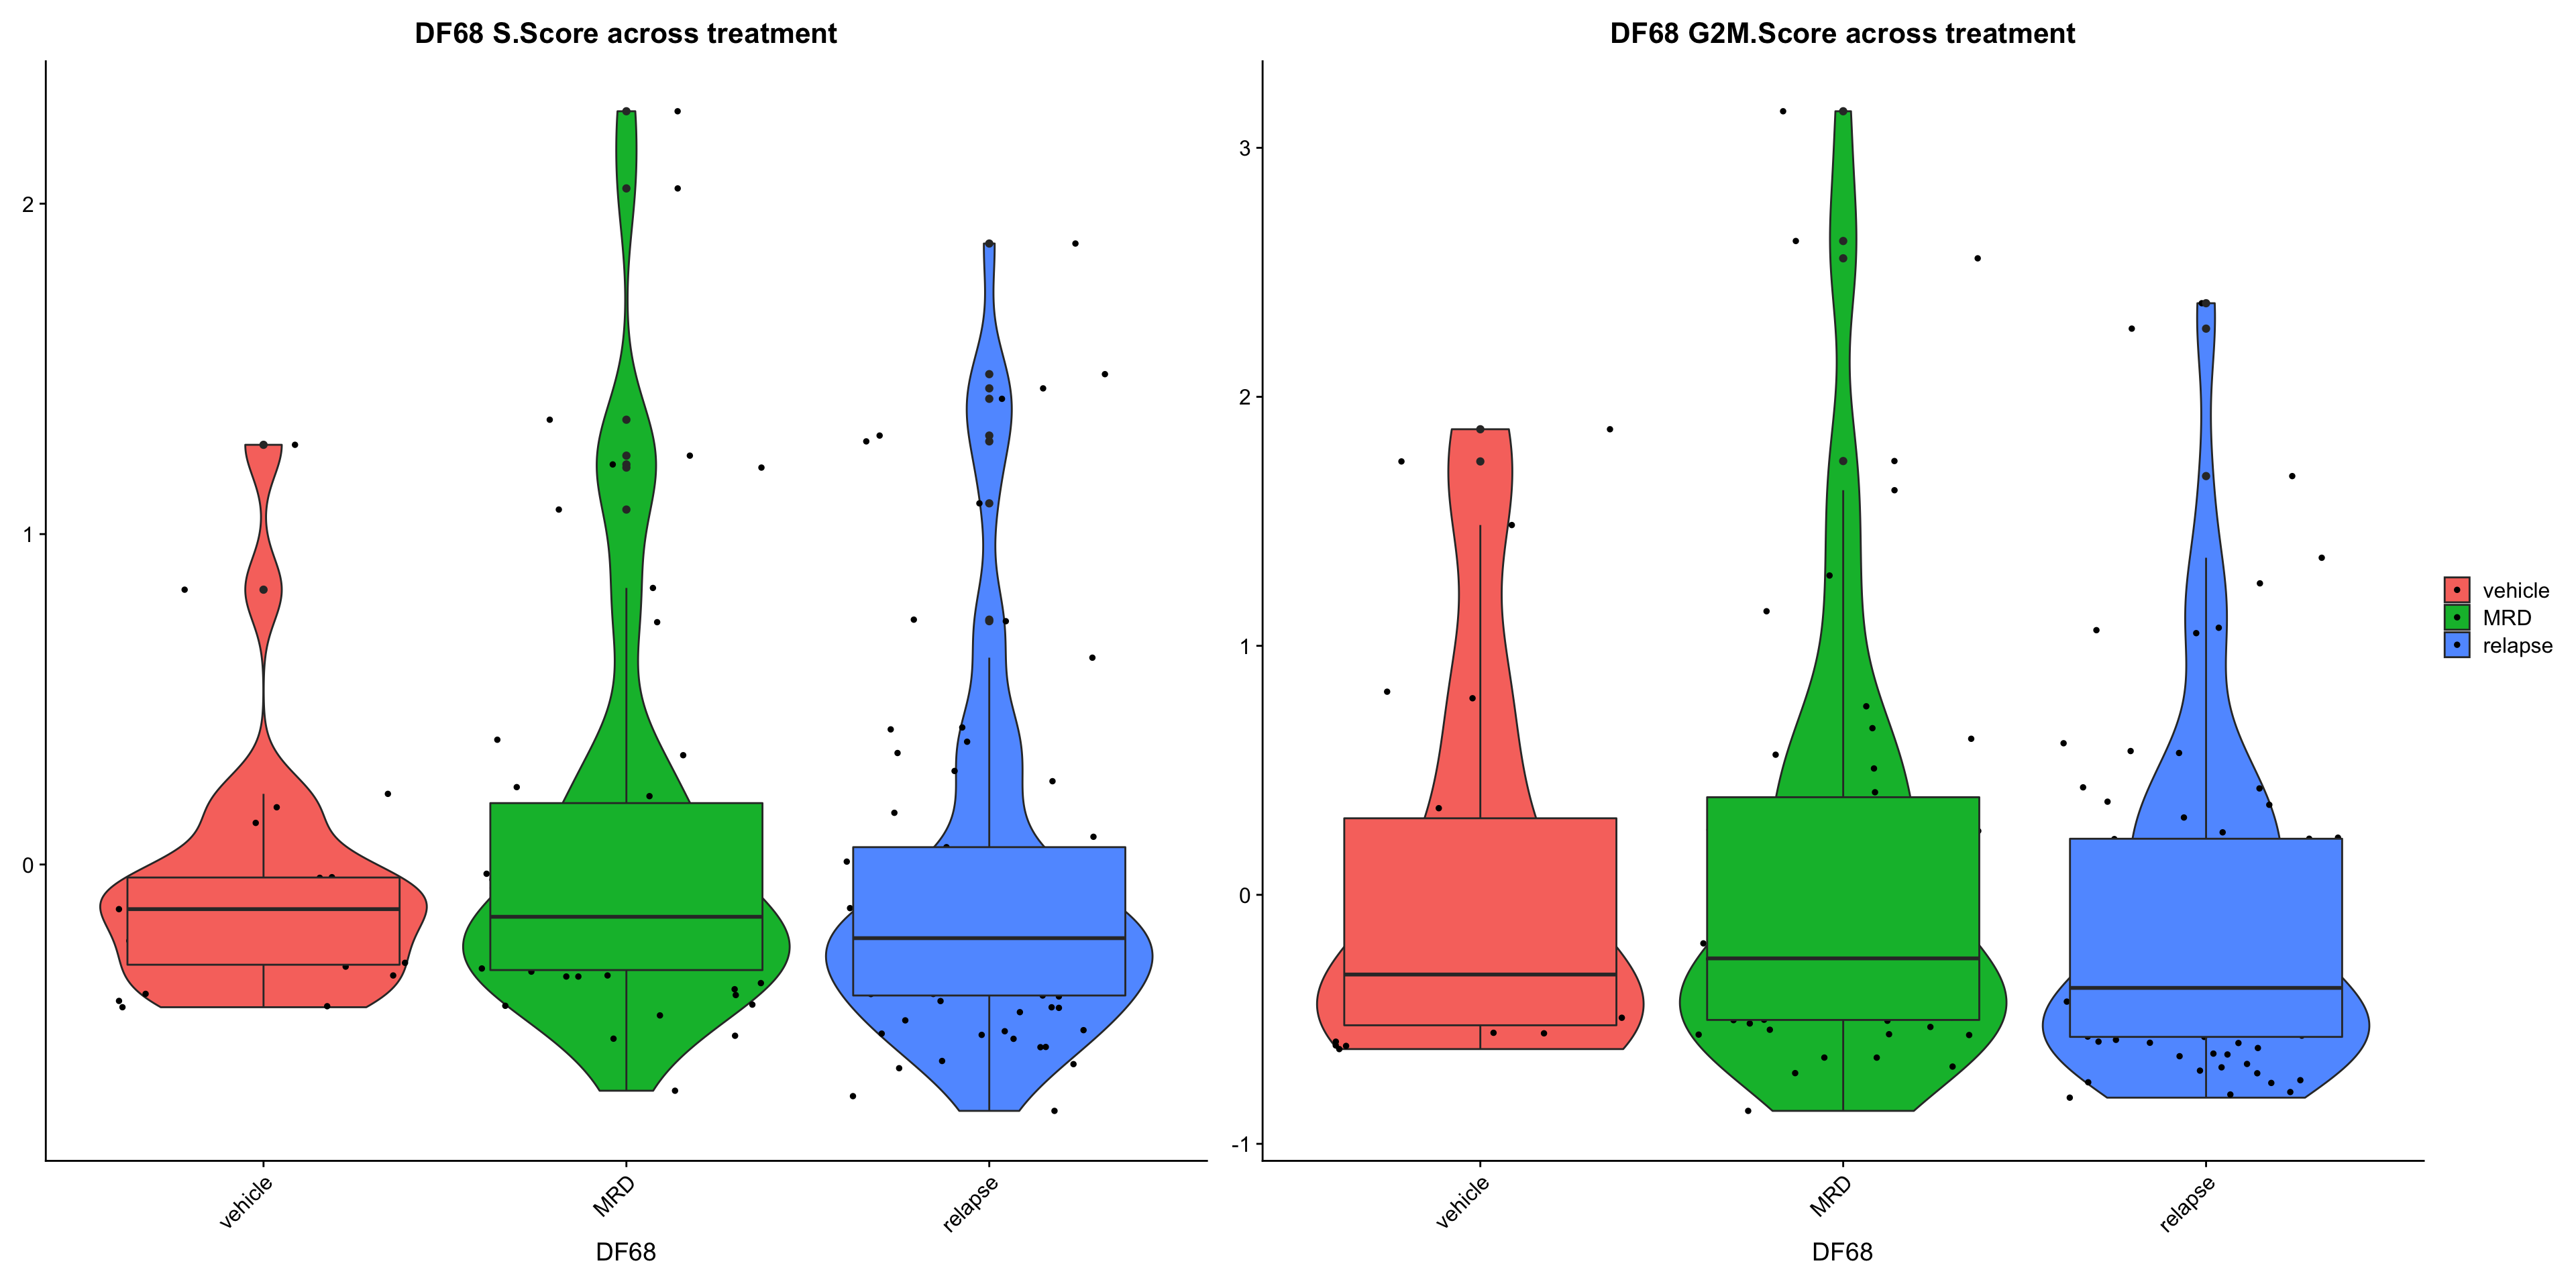 DF68 S.Score across treatment
2
1
0
vehicle
MRD
relapse
DF68
DF68 G2M.Score across treatment
3
2
1
0
-1
vehicle
MRD
relapse
DF68
vehicle
MRD
relapse